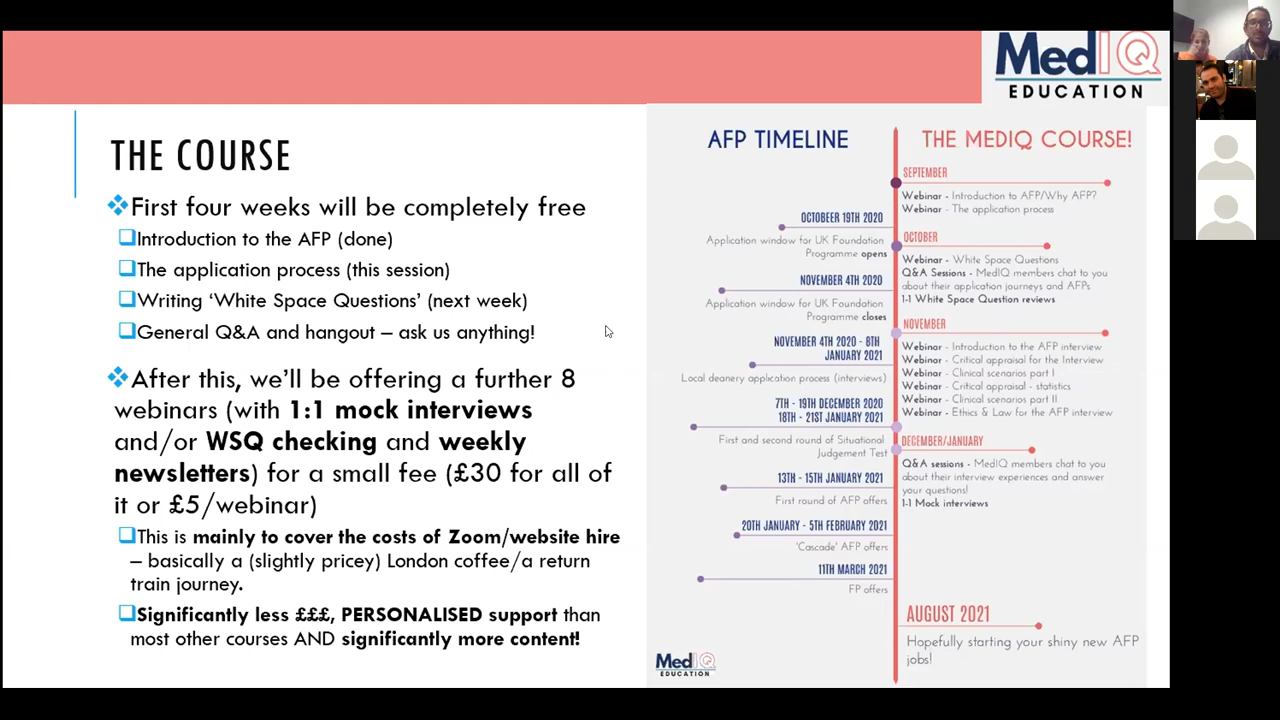 MedIQ
EDUCATION
THE COURSE
First four weeks will be completely free
Introduction to the AFP (done)
The application process (this session)
Writing ‘White Space Questions’ (next week)
General Q&A and hangout – ask us anything!
After this, we’ll be offering a further 8
webinars (with 1:1 mock interviews
and/or WSQ checking and weekly
newsletters) for a small fee (£30 for all of
it or £5/webinar)
This is mainly to cover the costs of Zoom/website hire
– basically a (slightly pricey) London coffee/a return
train journey.
Significantly less £££, PERSONALISED support than
most other courses AND significantly more content!
AFP TIMELINE
OCTOBEER 19TH 2020
Application window for UK Foundation
Programme opens
NOVEMBER 4TH 2020
Application window for UK Foundation
Programme closes
NOVEMBER 4TH 2020 - 8TH
JANUARY 2021
Local deanery application process (interviews)
7TH - 19TH DECEMBER 2020
18TH - 21ST JANUARY 2021
First and second round of Situational
Judgement Test
13TH - 15TH JANUARY 2021
First round of AFP offers
20TH JANUARY - 5TH FEBRUARY 2021
'Cascade' AFP offers
11TH MARCH 2021
FP offers
THE MEDIQ COURSE!
SEPTEMBER
Webinar - Introduction to AFP/Why AFP?
Webinar - The application process
OCTOBER
Webinar - White Space Questions
Q&A Sessions - MedIQ members chat to you
about their application journeys and AFPs
1-1 White Space Question reviews
NOVEMBER
Webinar - Introduction to the AFP interview
Webinar - Critical appraisal for the Interview
Webinar - Clinical scenarios part I
Webinar - Critical appraisal - statistics
Webinar - Clinical scenarios part II
Webinar - Ethics & Law for the AFP interview
DECEMBER/JANUARY
Q&A sessions - MedIQ members chat to you
about their interview experiences and answer
your questions!
1-1 Mock interviews
AUGUST 2021
Hopefully starting your shiny new AFP
jobs!
MedIQ
EDUCATION